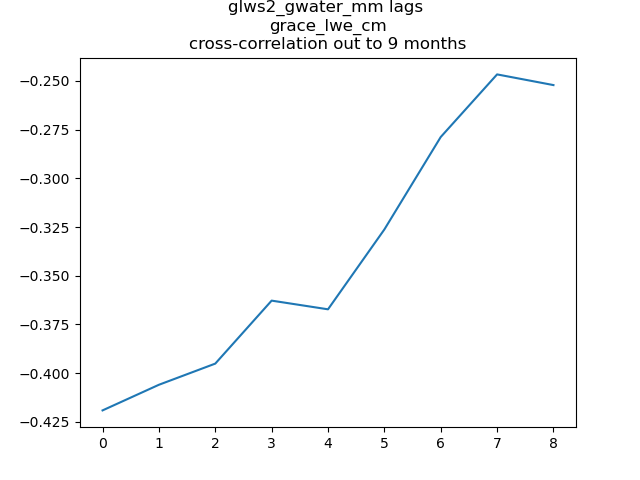 glws2_gwater_mm lags
grace_lwe_cm
cross-correlation out to 9 months
−0.250
−0.275
−0.300
−0.325
−0.350
−0.375
−0.400
−0.425
0 1 2 3 4 5 6 7 8